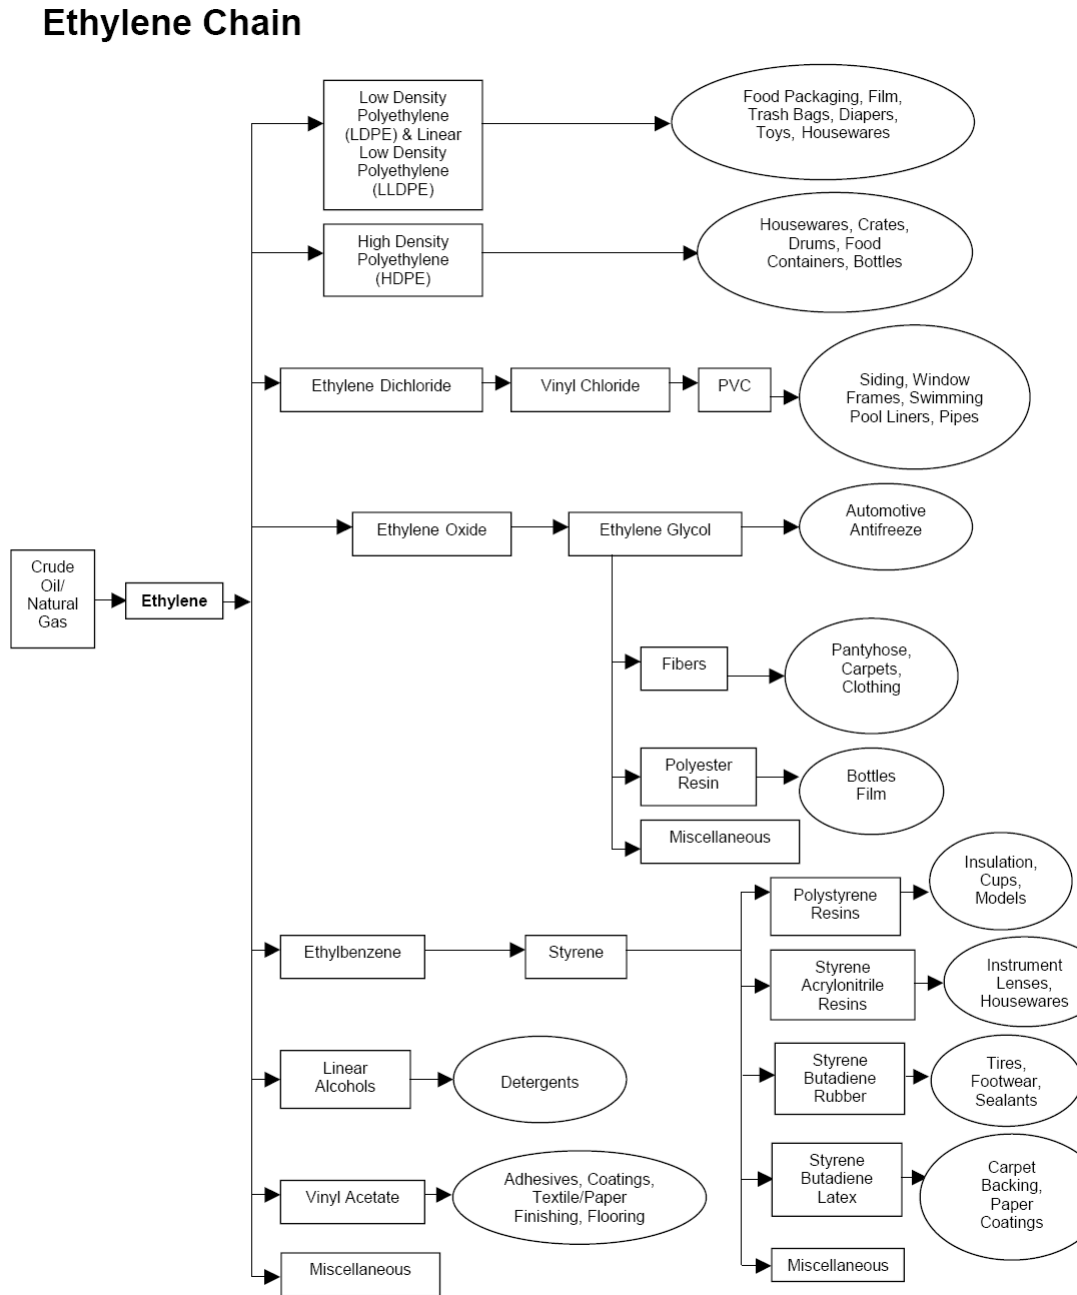 Ethylene Chain
Low Density
Polyethylene
(LDPE) & Linear
Low Density
Polyethylene
(LLDPE)
Food Packaging, Film,
Trash Bags, Diapers,
Toys, Housewares
High Density
Polyethylene
(HDPE)
Housewares, Crates,
Drums, Food
Containers, Bottles
Ethylene Dichloride
Vinyl Chloride
PVC
Siding, Window
Frames, Swimming
Pool Liners, Pipes
Ethylene Oxide
Ethylene Glycol
Automotive
Antifreeze
Crude
Oil/
Natural
Gas
Ethylene
Fibers
Pantyhose,
Carpets,
Clothing
Polyester
Resin
Bottles
Film
Miscellaneous
Ethylbenzene
Styrene
Polystyrene
Resins
Insulation,
Cups,
Models
Styrene
Acrylonitrile
Resins
Instrument
Lenses,
Housewares
Styrene
Butadiene
Rubber
Tires,
Footwear,
Sealants
Styrene
Butadiene
Latex
Carpet
Backing,
Paper
Coatings
Miscellaneous
Linear
Alcohols
Detergents
Vinyl Acetate
Adhesives, Coatings,
Textile/Paper
Finishing, Flooring
Miscellaneous